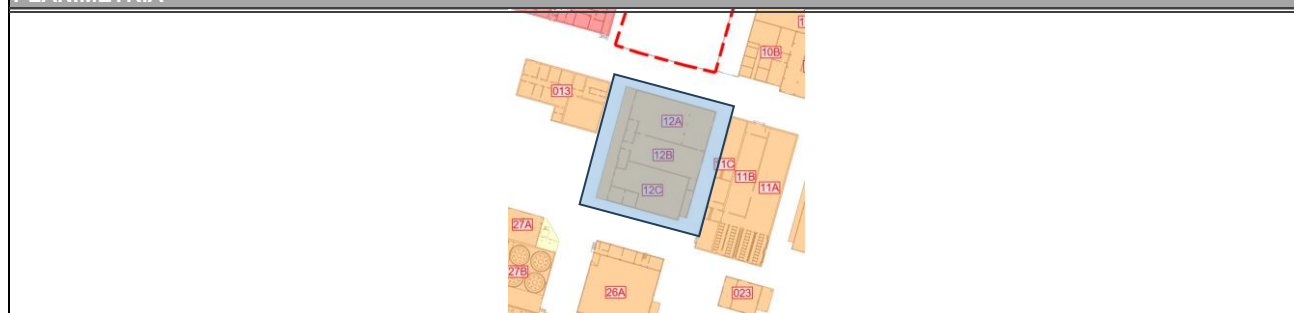 PLANIMETRIA
10B
013
12A
12B
11C
11B
11A
12C
27A
27B
26A
023